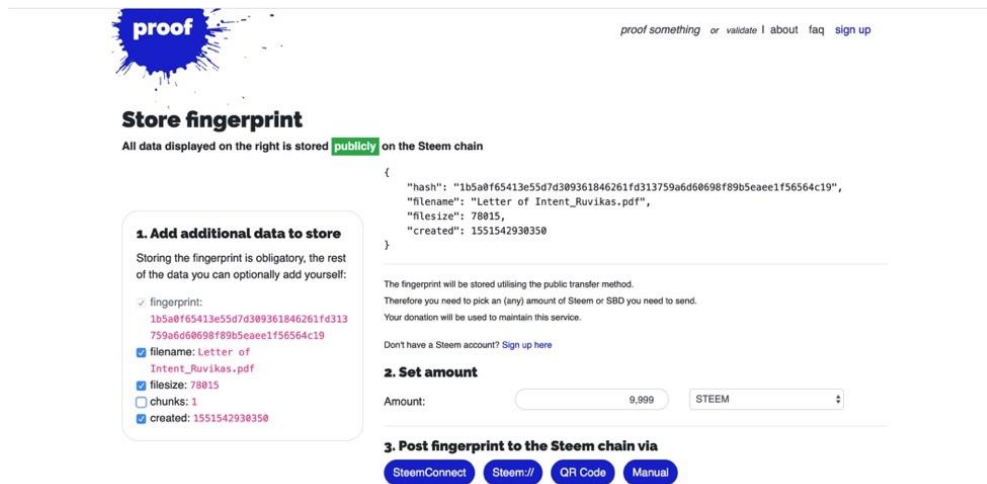 proof
proof something or validate | about faq sign up
Store fingerprint
All data displayed on the right is stored publicly on the Steem chain
{
"hash": "1b5a0f65413e55d7d309361846261fd313759a6d60698f89b5eaee1f56564c19",
"filename": "Letter of Intent_Ruvikas.pdf",
"filesize": 78015,
"created": 1551542930350
}
1. Add additional data to store
Storing the fingerprint is obligatory, the rest
of the data you can optionally add yourself:
fingerprint:
1b5a0f65413e55d7d309361846261fd313
759a6d60698f89b5eaee1f56564c19
filename: Letter of
Intent_Ruvikas.pdf
filesize: 78015
chunks: 1
created: 1551542930350
The fingerprint will be stored utilising the public transfer method.
Therefore you need to pick an (any) amount of Steem or SBD you need to send.
Your donation will be used to maintain this service.
Don't have a Steem account? Sign up here
2. Set amount
Amount: 9,999 STEEM
3. Post fingerprint to the Steem chain via
SteemConnect Steem:// QR Code Manual